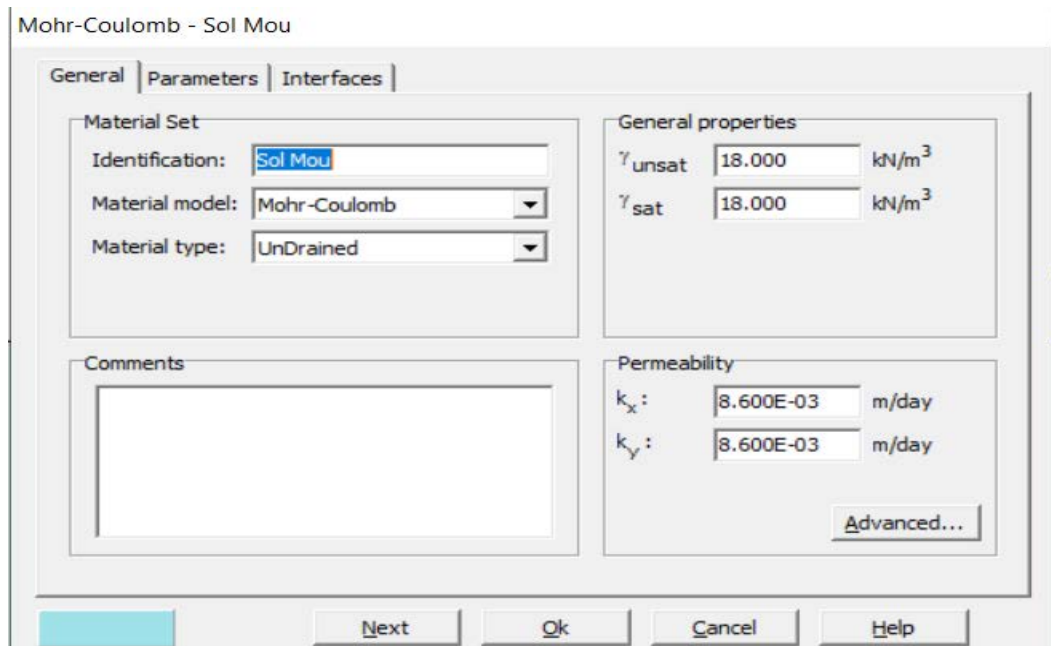 Mohr-Coulomb - Sol Mou
General Parameters Interfaces
Material Set
Identification: Sol Mou
Material model: Mohr-Coulomb
Material type: UnDrained
General properties
γunsat 18.000 kN/m³
γsat 18.000 kN/m³
Comments
Permeability
kx: 8.600E-03 m/day
ky: 8.600E-03 m/day
Advanced...
Next Ok Cancel Help